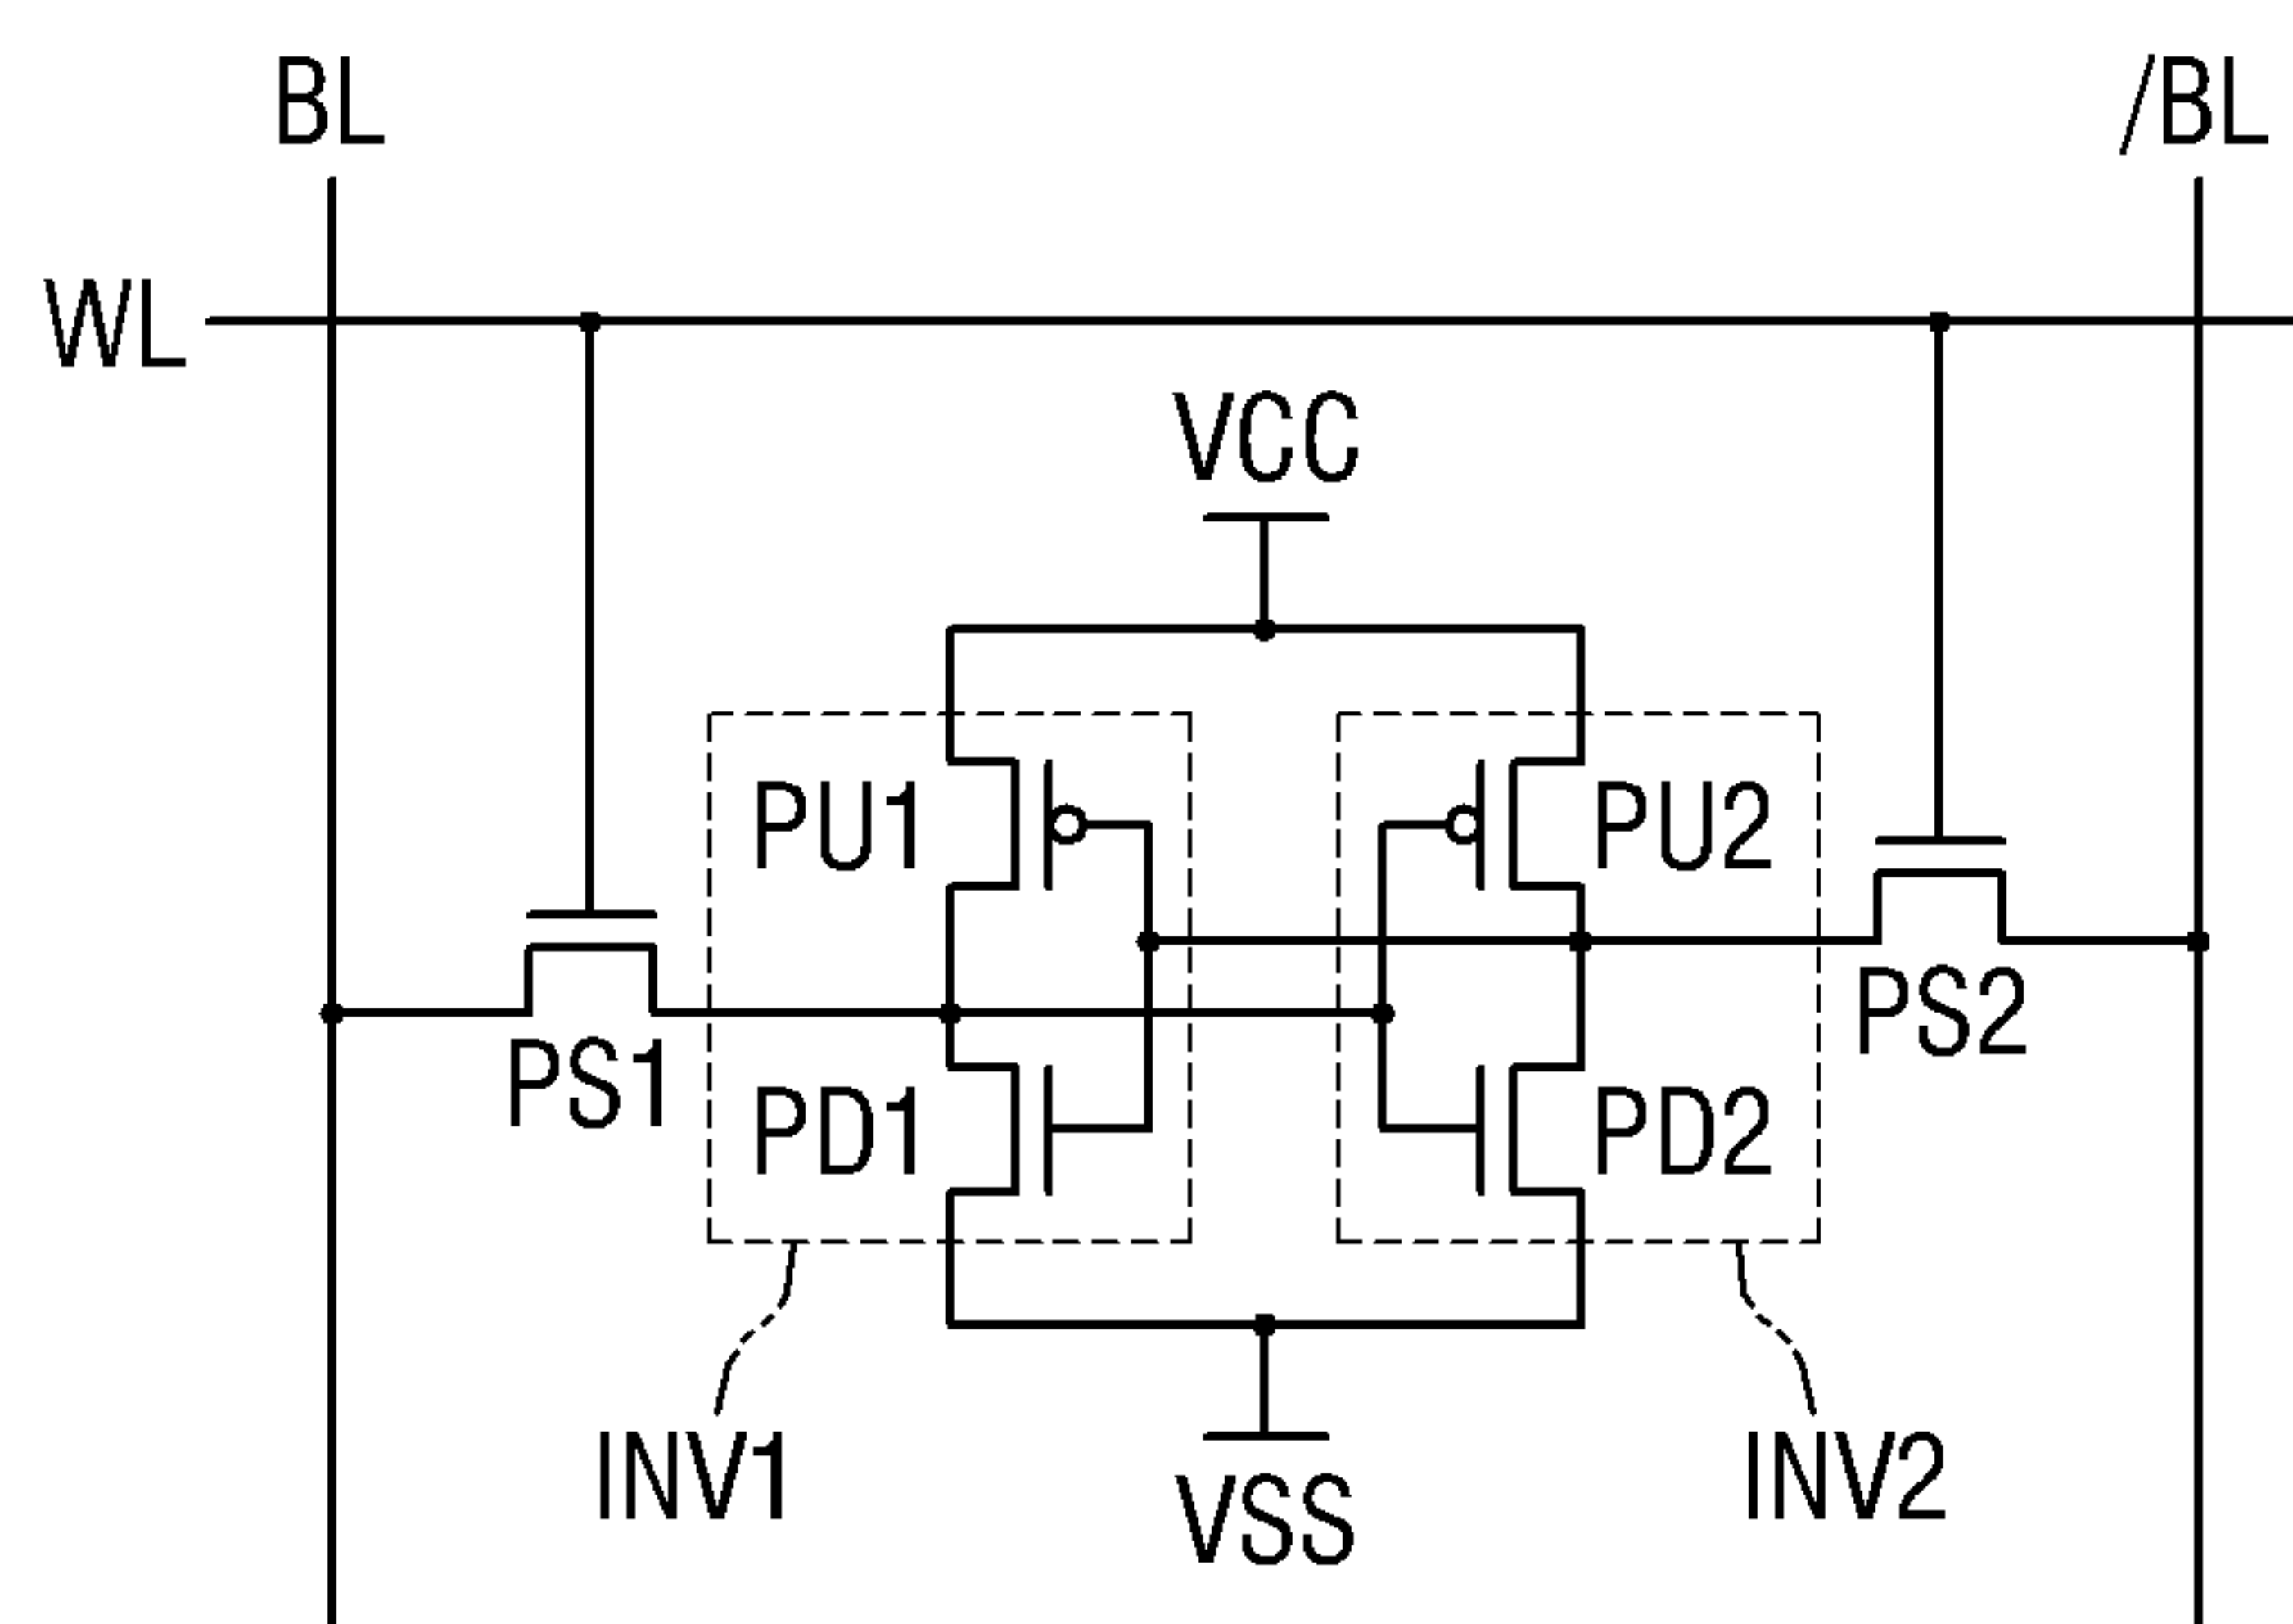 BL
/BL
WL
VCC
PU1
PU2
PS1
PS2
PD1
PD2
INV1
INV2
VSS